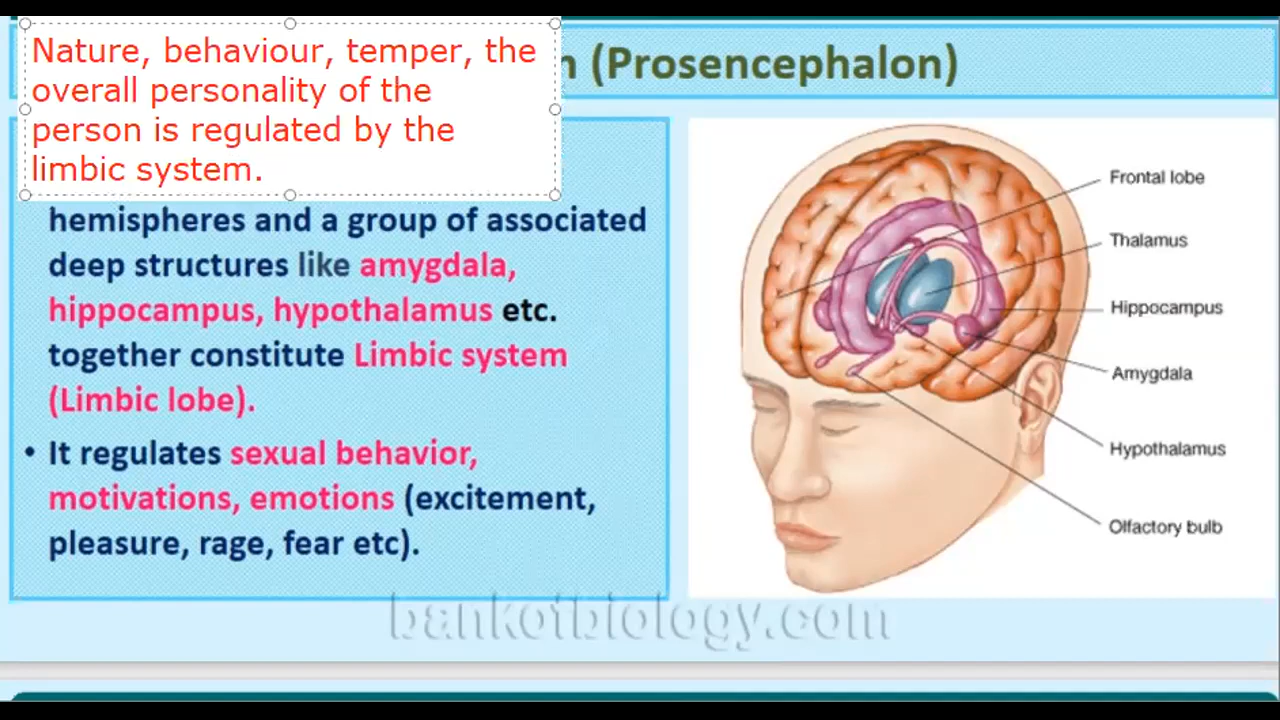 Nature, behaviour, temper, the
overall personality of the
person is regulated by the
limbic system.
(Prosencephalon)
hemispheres and a group of associated
deep structures like amygdala,
hippocampus, hypothalamus etc.
together constitute Limbic system
(Limbic lobe).
• It regulates sexual behavior,
motivations, emotions (excitement,
pleasure, rage, fear etc).
Frontal lobe
Thalamus
Hippocampus
Amygdala
Hypothalamus
Olfactory bulb
bankofbiology.com